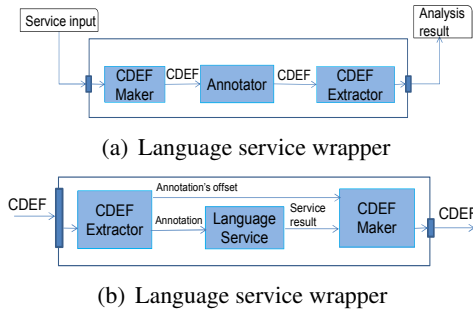 Service input
Analysis
result
CDEF
Maker
CDEF
Annotator
CDEF
CDEF
Extractor
(a) Language service wrapper
CDEF
CDEF
Extractor
Annotation's offset
Annotation
Language
Service
Service
result
CDEF
Maker
CDEF
(b) Language service wrapper